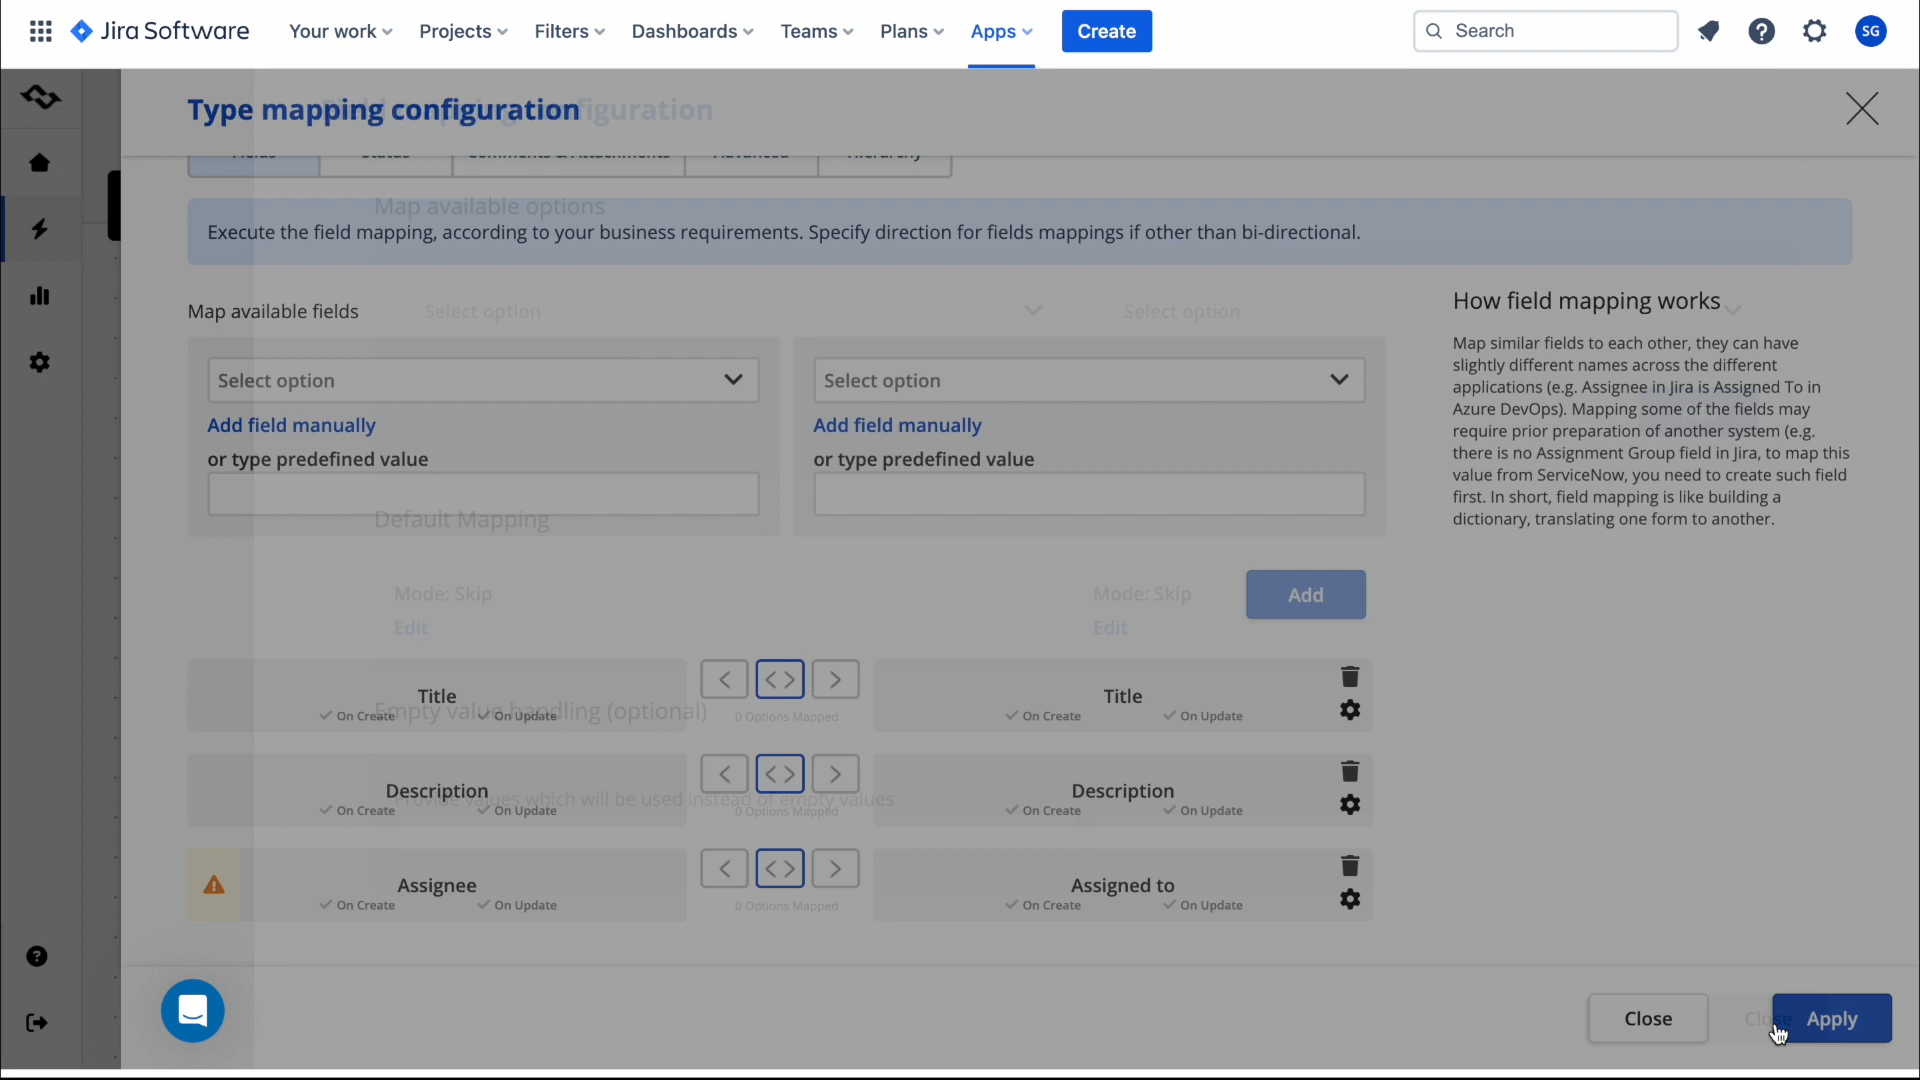 Jira Software Your work Projects Filters Dashboards Teams Plans Apps Create Search SG
Type mapping configuration
Fields Status Comments & Attachments Advanced Hierarchy
Map available options
Execute the field mapping, according to your business requirements. Specify direction for fields mappings if other than bi-directional.
Map available fields
Select option Select option
How field mapping works
Map similar fields to each other, they can have
slightly different names across the different
applications (e.g. Assignee in Jira is Assigned To in
Azure DevOps). Mapping some of the fields may
require prior preparation of another system (e.g.
there is no Assignment Group field in Jira, to map this
value from ServiceNow, you need to create such field
first. In short, field mapping is like building a
dictionary, translating one form to another.
Select option Select option
Add field manually Add field manually
or type predefined value or type predefined value
Default Mapping
Mode: Skip Mode: Skip
Add
Edit Edit
Title Title
On Create On Update 0 Options Mapped On Create On Update
Empty value handling (optional)
Description Description
On Create On Update 0 Options Mapped On Create On Update
Provide values which will be used instead of empty values
Assignee Assigned to
On Create On Update 0 Options Mapped On Create On Update
Close Apply